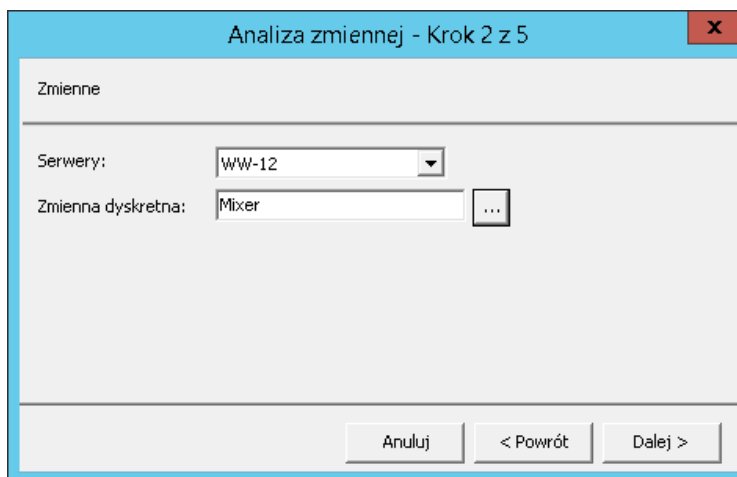 Analiza zmiennej - Krok 2 z 5
x
Zmienne
Serwery: WW-12
Zmienna dyskretna: Mixer ...
Anuluj < Powrót Dalej >